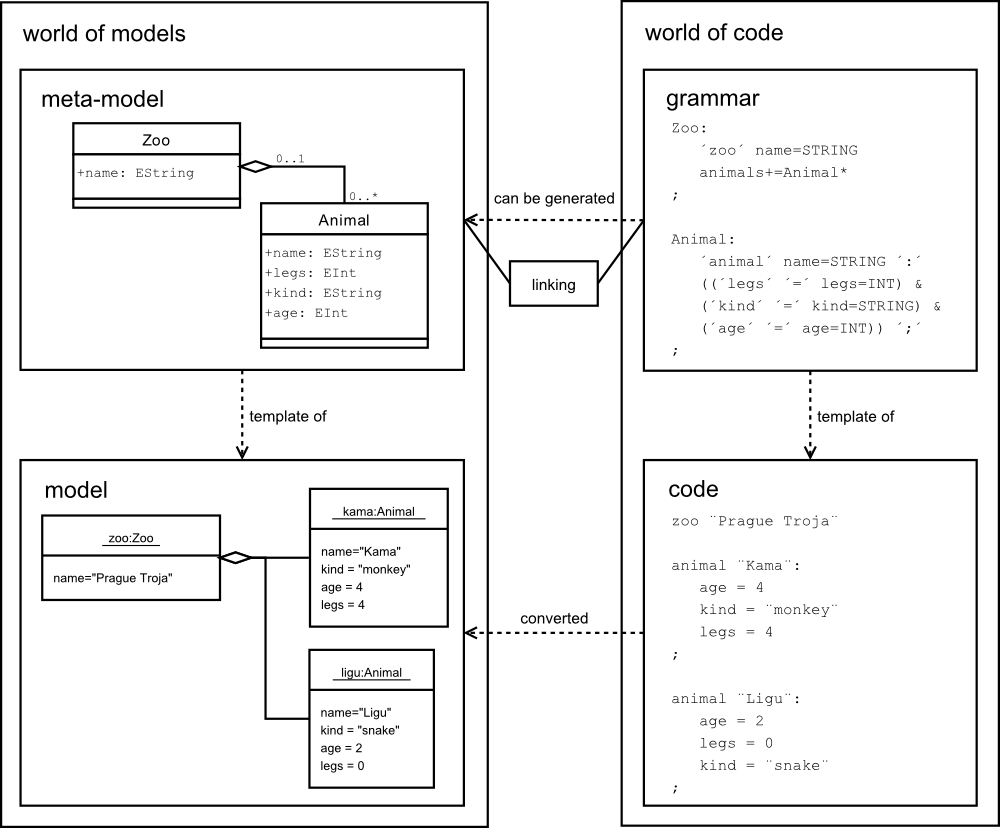 world of models
meta-model
Zoo
+name: EString
0..1
0..*
Animal
+name: EString
+legs: EInt
+kind: EString
+age: EInt
can be generated
linking
world of code
grammar
Zoo:
´zoo´ name=STRING
animals+=Animal*
;
Animal:
´animal´ name=STRING ´:´
((´legs´ ´=´ legs=INT) &
(´kind´ ´=´ kind=STRING) &
(´age´ ´=´ age=INT)) ´;´
;
template of
template of
model
zoo:Zoo
name="Prague Troja"
kama:Animal
name="Kama"
kind = "monkey"
age = 4
legs = 4
ligu:Animal
name="Ligu"
kind = "snake"
age = 2
legs = 0
converted
code
zoo ¨Prague Troja¨
animal ¨Kama¨:
age = 4
kind = ¨monkey¨
legs = 4
;
animal ¨Ligu¨:
age = 2
legs = 0
kind = ¨snake¨
;